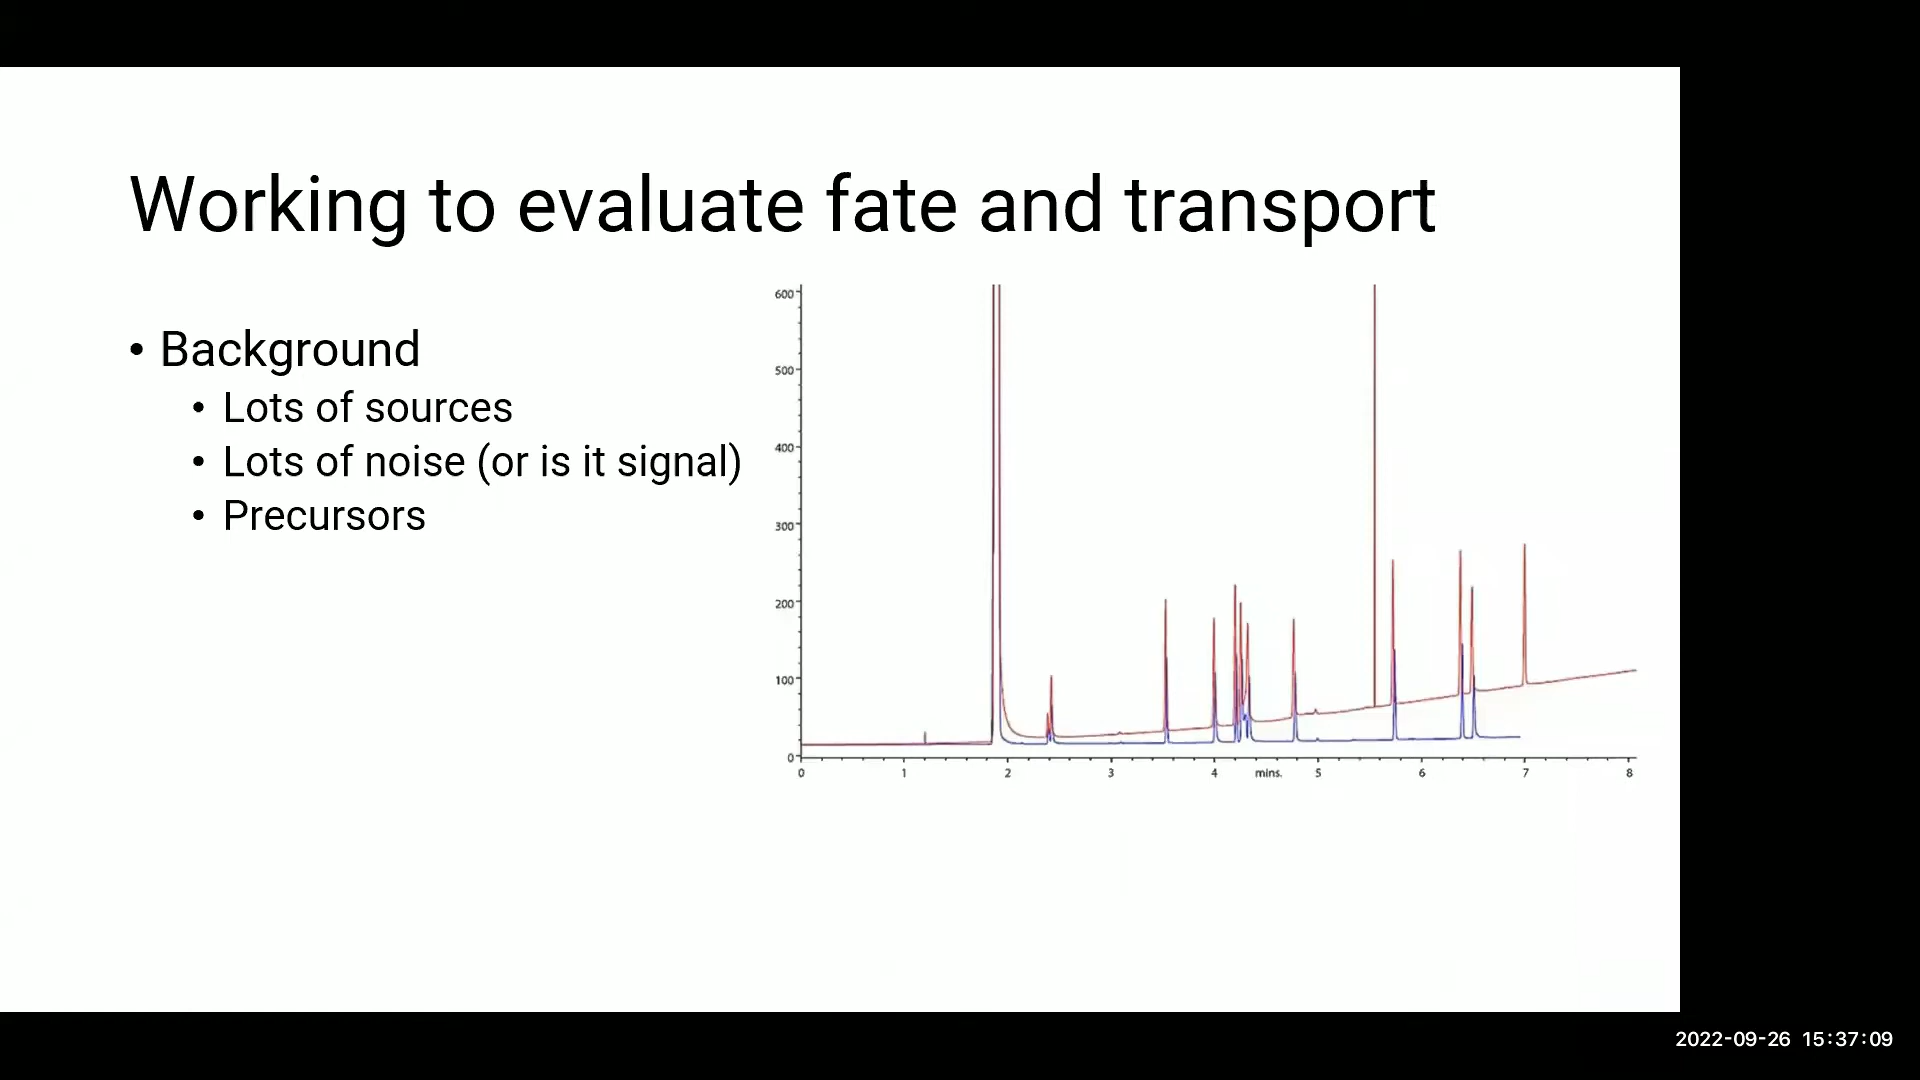 Working to evaluate fate and transport
• Background
• Lots of sources
• Lots of noise (or is it signal)
• Precursors
600
500
400
300
200
100
0
0 1 2 3 4 mins. 5 6 7 8
2022-09-26 15:37:09